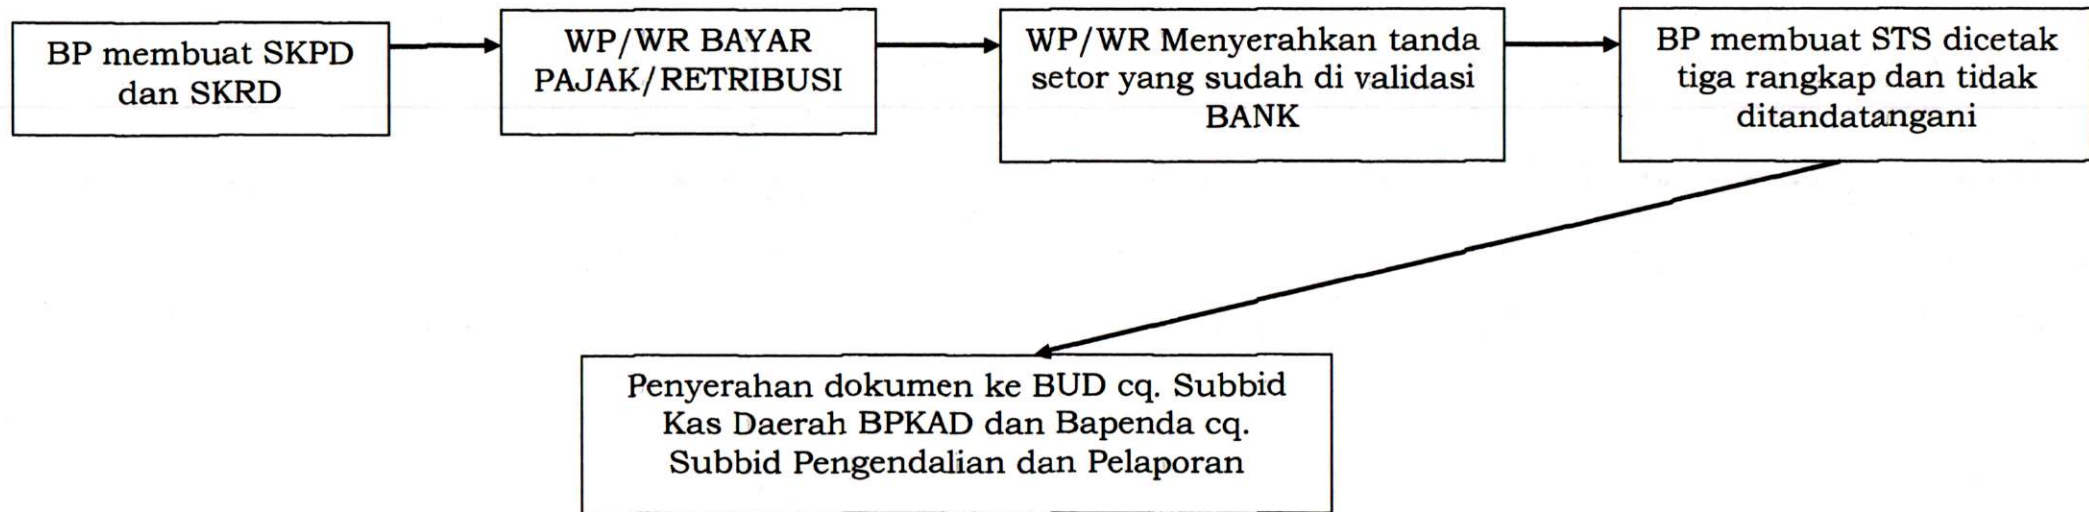 BP membuat SKPD
dan SKRD
WP/WR BAYAR
PAJAK/RETRIBUSI
WP/WR Menyerahkan tanda
setor yang sudah di validasi
BANK
BP membuat STS dicetak
tiga rangkap dan tidak
ditandatangani
Penyerahan dokumen ke BUD cq. Subbid
Kas Daerah BPKAD dan Bapenda cq.
Subbid Pengendalian dan Pelaporan